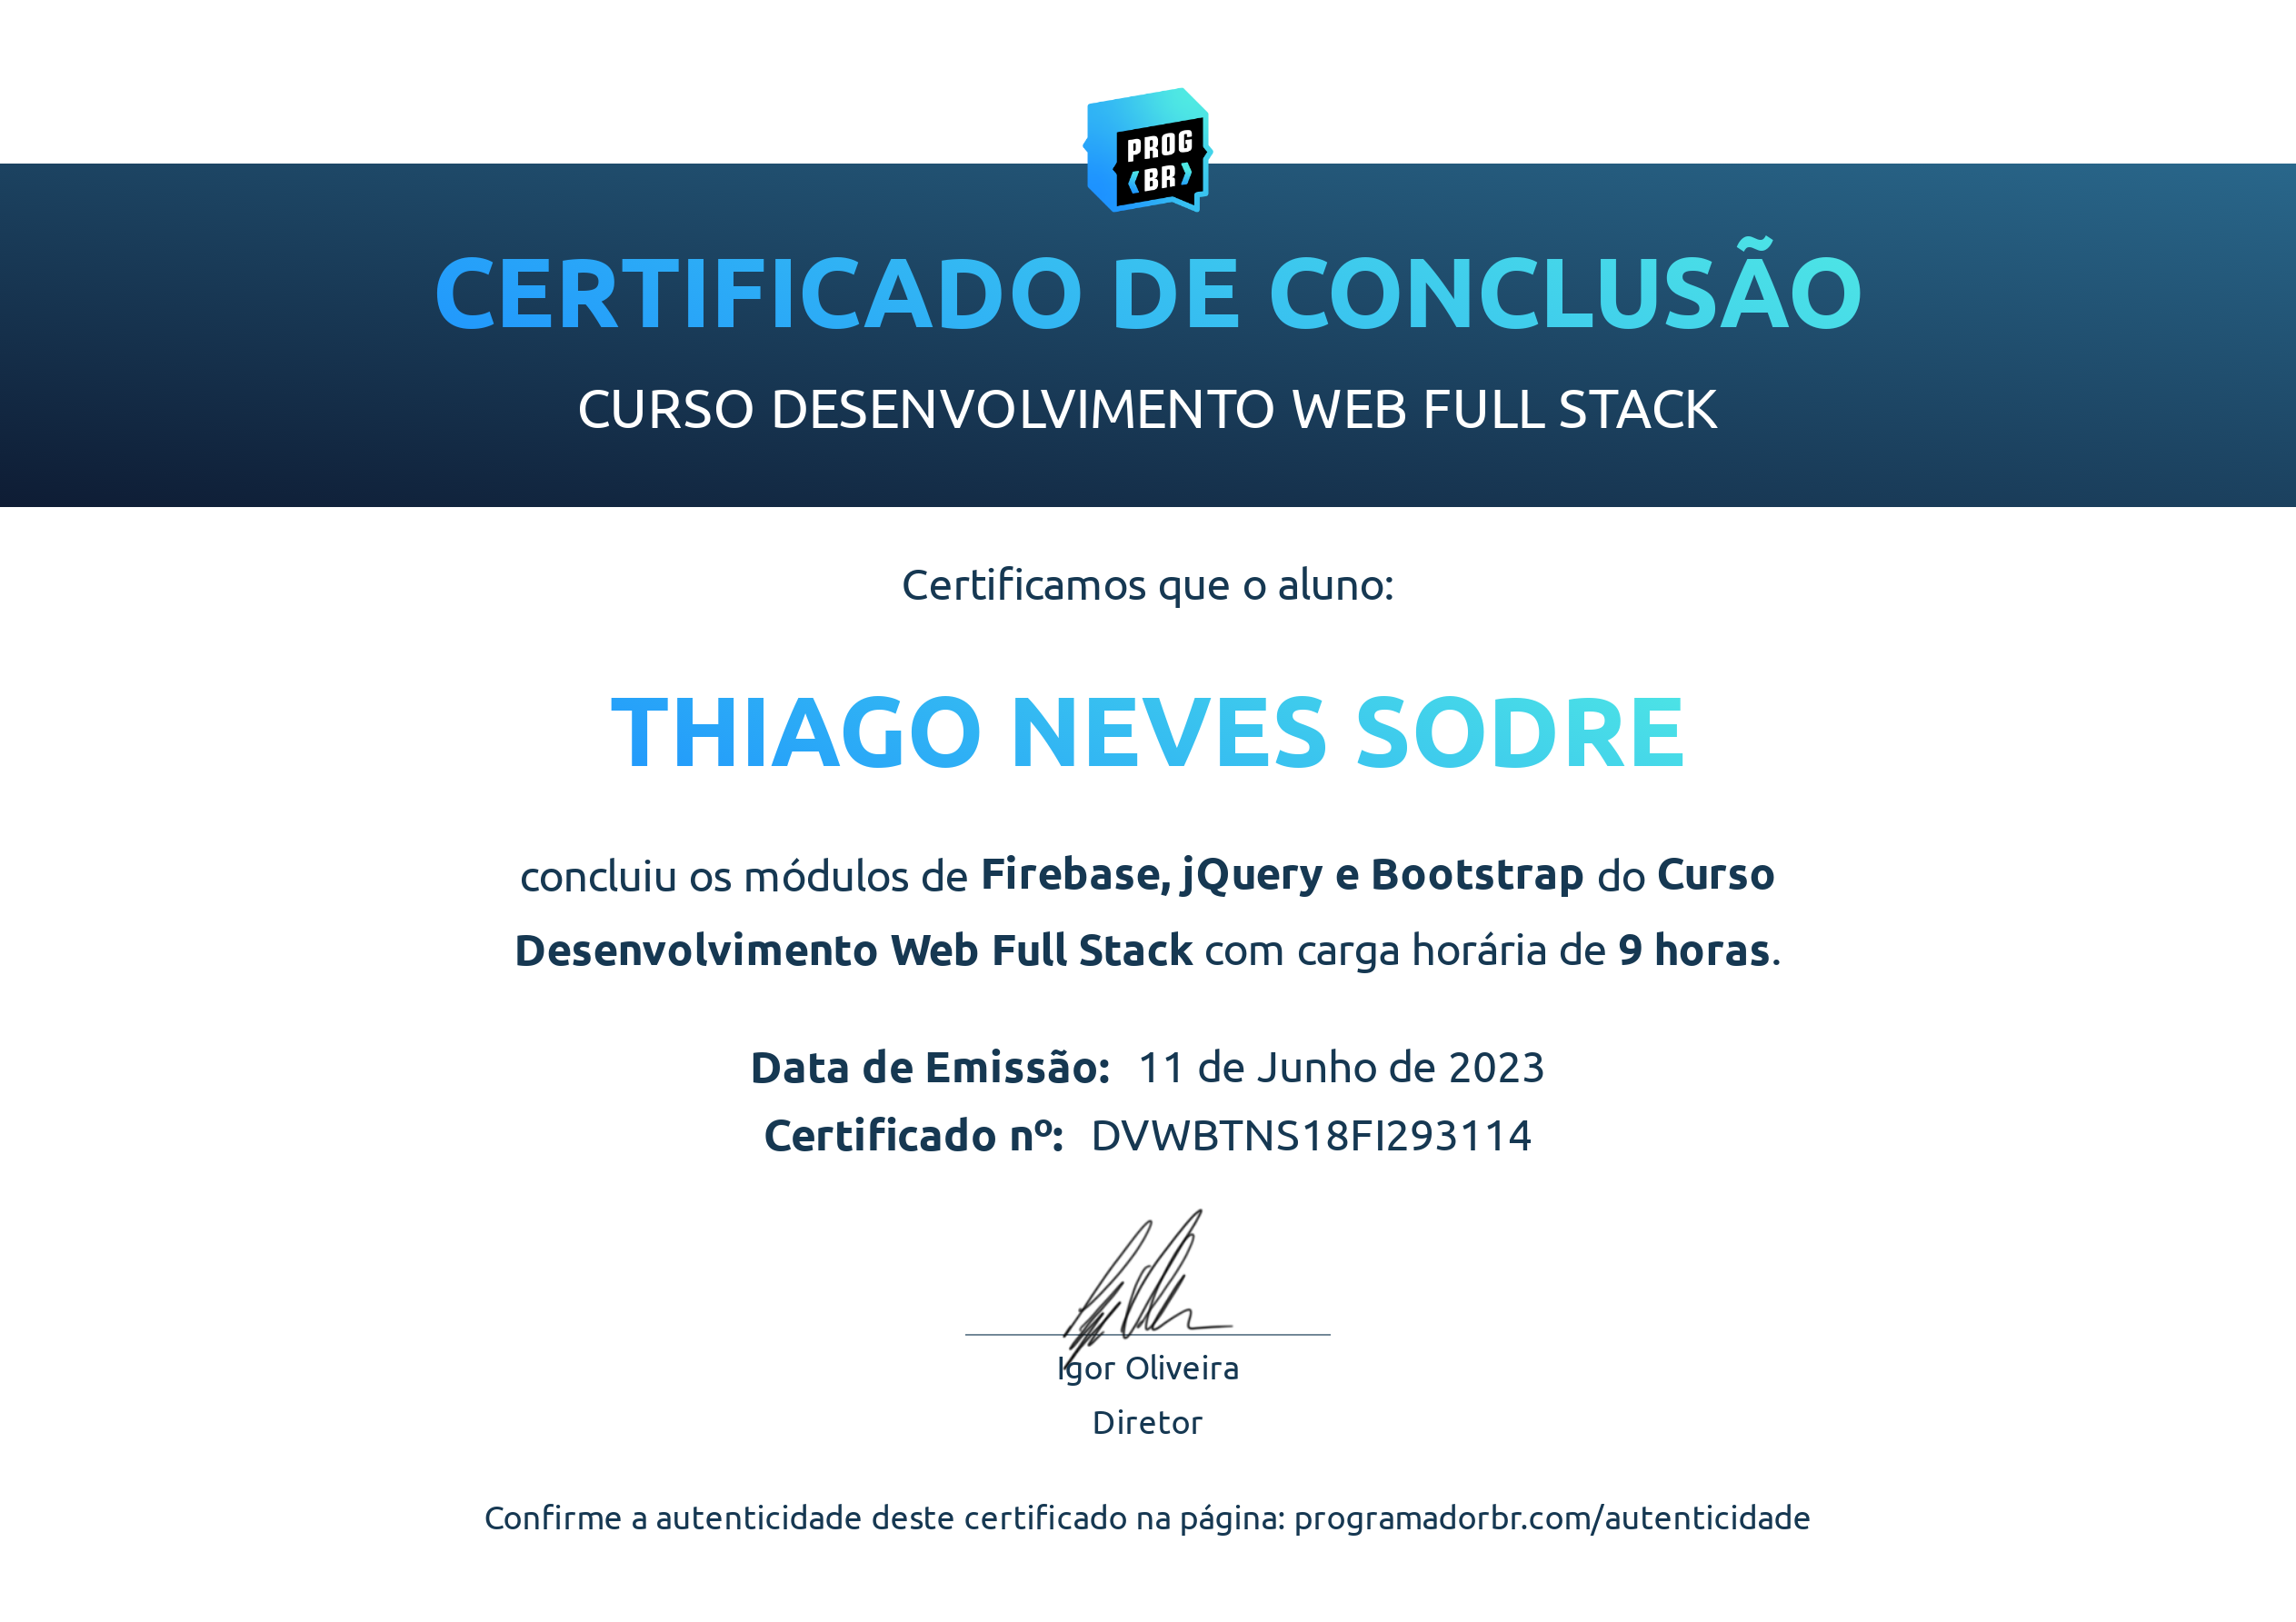 PROG
BR
CERTIFICADO DE CONCLUSÃO
CURSO DESENVOLVIMENTO WEB FULL STACK
Certificamos que o aluno:
THIAGO NEVES SODRE
concluiu os módulos de Firebase, jQuery e Bootstrap do Curso
Desenvolvimento Web Full Stack com carga horária de 9 horas.
Data de Emissão: 11 de Junho de 2023
Certificado nº: DVWBTNS18FI293114
Igor Oliveira
Diretor
Confirme a autenticidade deste certificado na página: programadorbr.com/autenticidade